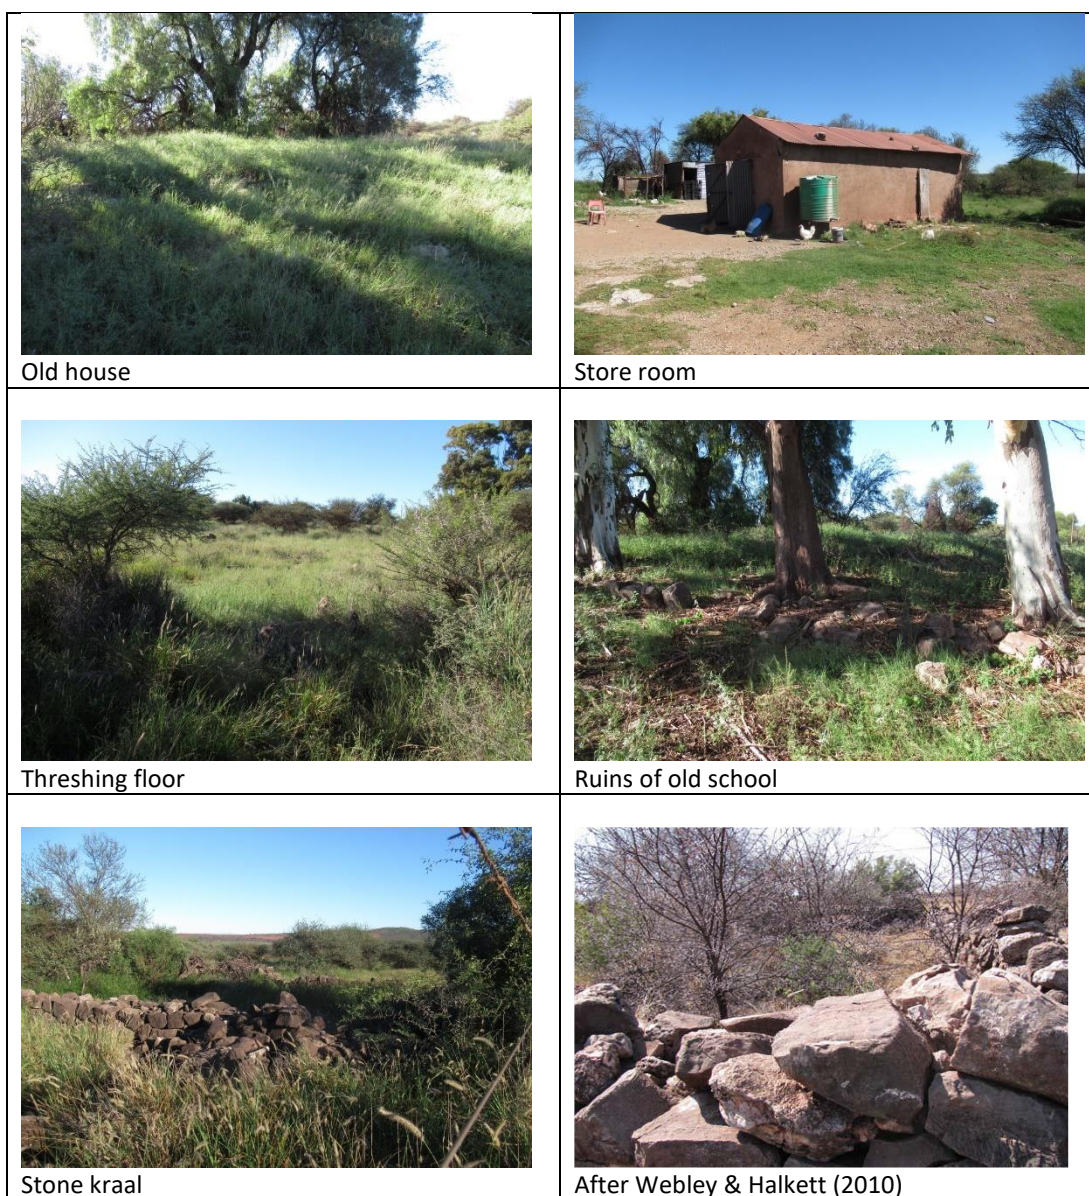 Old house
Store room
Threshing floor
Ruins of old school
Stone kraal
After Webley & Halkett (2010)